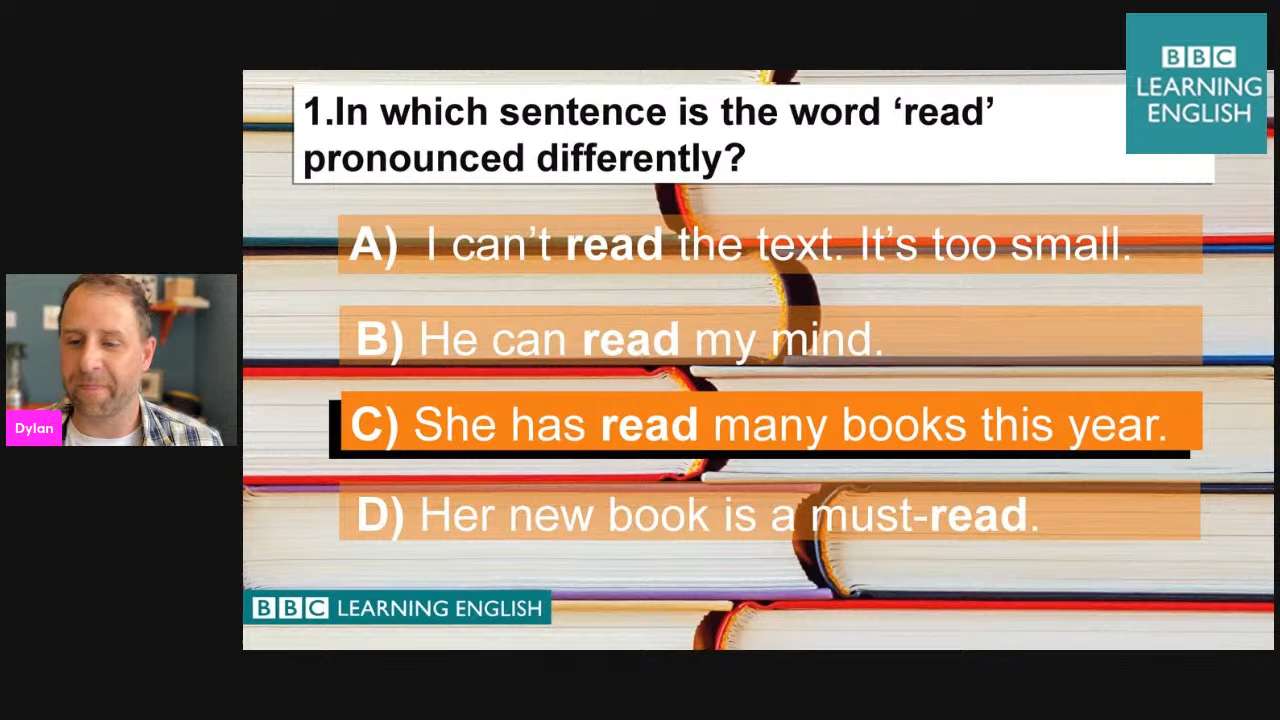 BBC
LEARNING
ENGLISH
1.In which sentence is the word ‘read’
pronounced differently?
A) I can’t read the text. It’s too small.
B) He can read my mind.
C) She has read many books this year.
D) Her new book is a must-read.
Dylan
BBC LEARNING ENGLISH